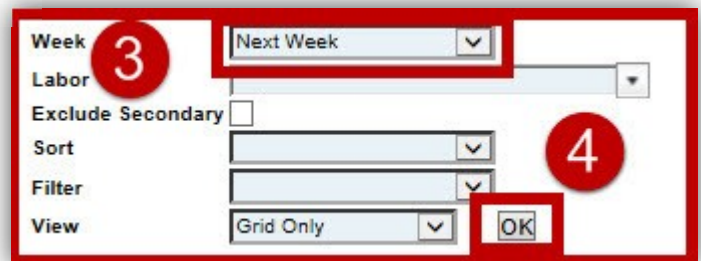 Week 3 Next Week
Labor
Exclude Secondary
Sort 4
Filter
View Grid Only OK